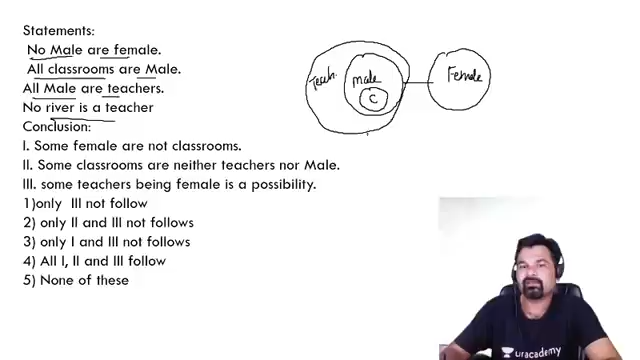 Statements:
No Male are female.
All classrooms are Male.
All Male are teachers.
No river is a teacher
Conclusion:
I. Some female are not classrooms.
II. Some classrooms are neither teachers nor Male.
III. some teachers being female is a possibility.
1)only III not follow
2) only II and III not follows
3) only I and III not follows
4) All I, II and III follow
5) None of these
Teach.
Male
C
Female
uracademy